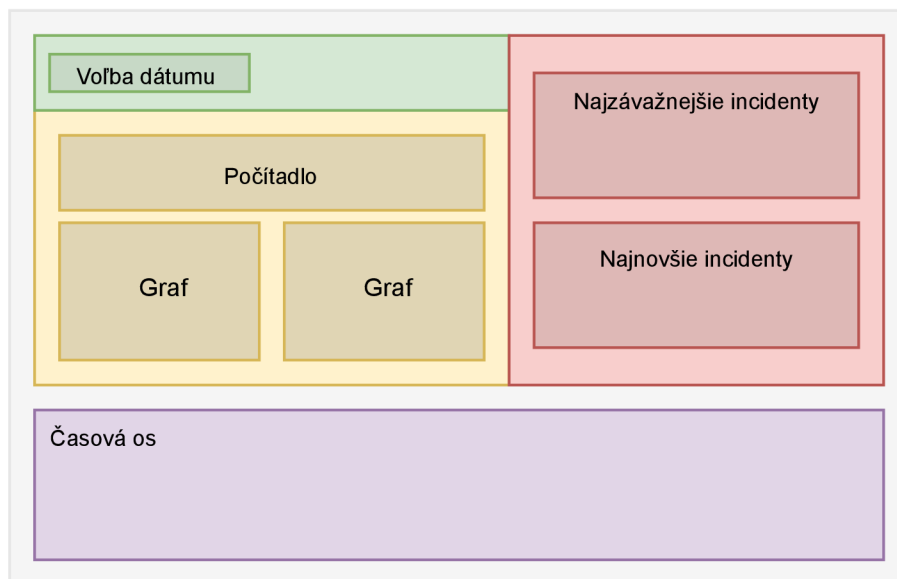 Voľba dátumu
Počítadlo
Graf
Graf
Najzávažnejšie incidenty
Najnovšie incidenty
Časová os